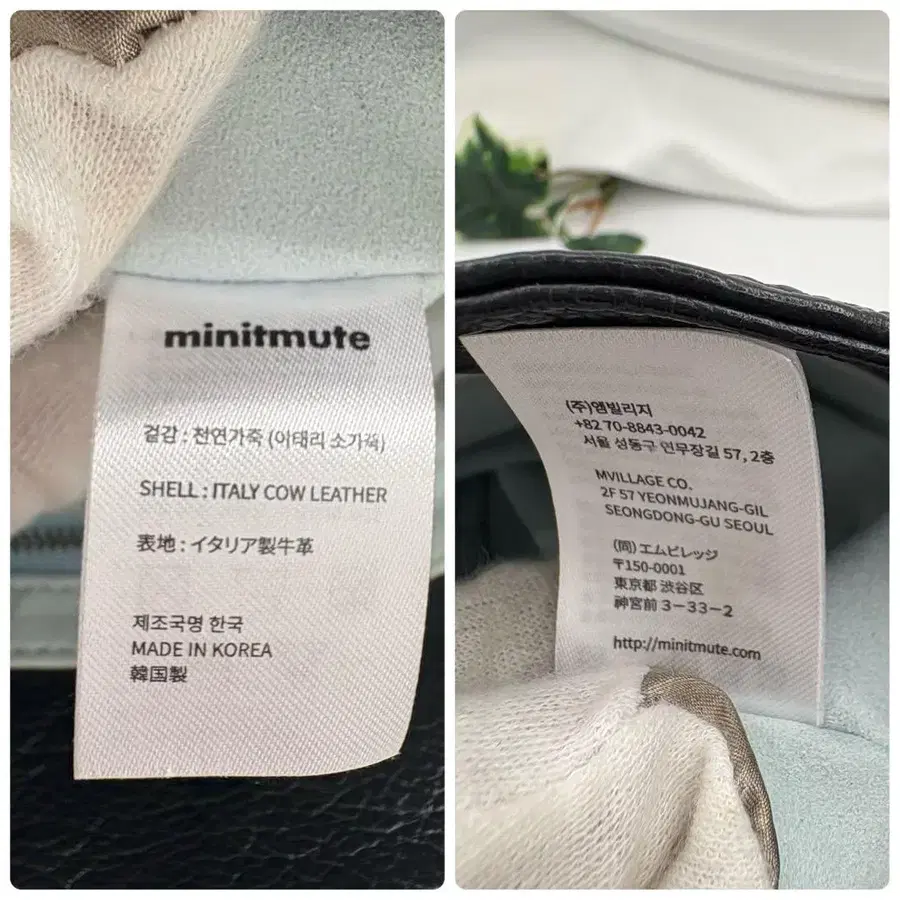 minitmute
겉감 : 천연가죽 (이태리 소가죽)
SHELL : ITALY COW LEATHER
表地 : イタリア製牛革
제조국명 한국
MADE IN KOREA
韓国製
(주)엠빌리지
+82 70-8843-0042
서울 성동구 연무장길 57, 2층
MVILLAGE CO.
2F 57 YEONMUJANG-GIL
SEONGDONG-GU SEOUL
(同) エムビレッジ
〒150-0001
東京都 渋谷区
神宮前 3-33-2
http://minitmute.com